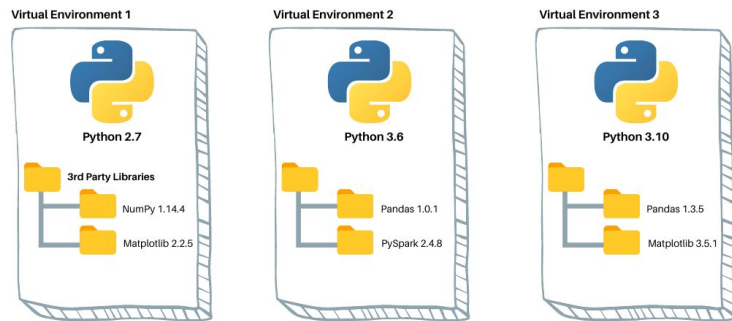 Virtual Environment 1
Python 2.7
3rd Party Libraries
NumPy 1.14.4
Matplotlib 2.2.5
Virtual Environment 2
Python 3.6
Pandas 1.0.1
PySpark 2.4.8
Virtual Environment 3
Python 3.10
Pandas 1.3.5
Matplotlib 3.5.1